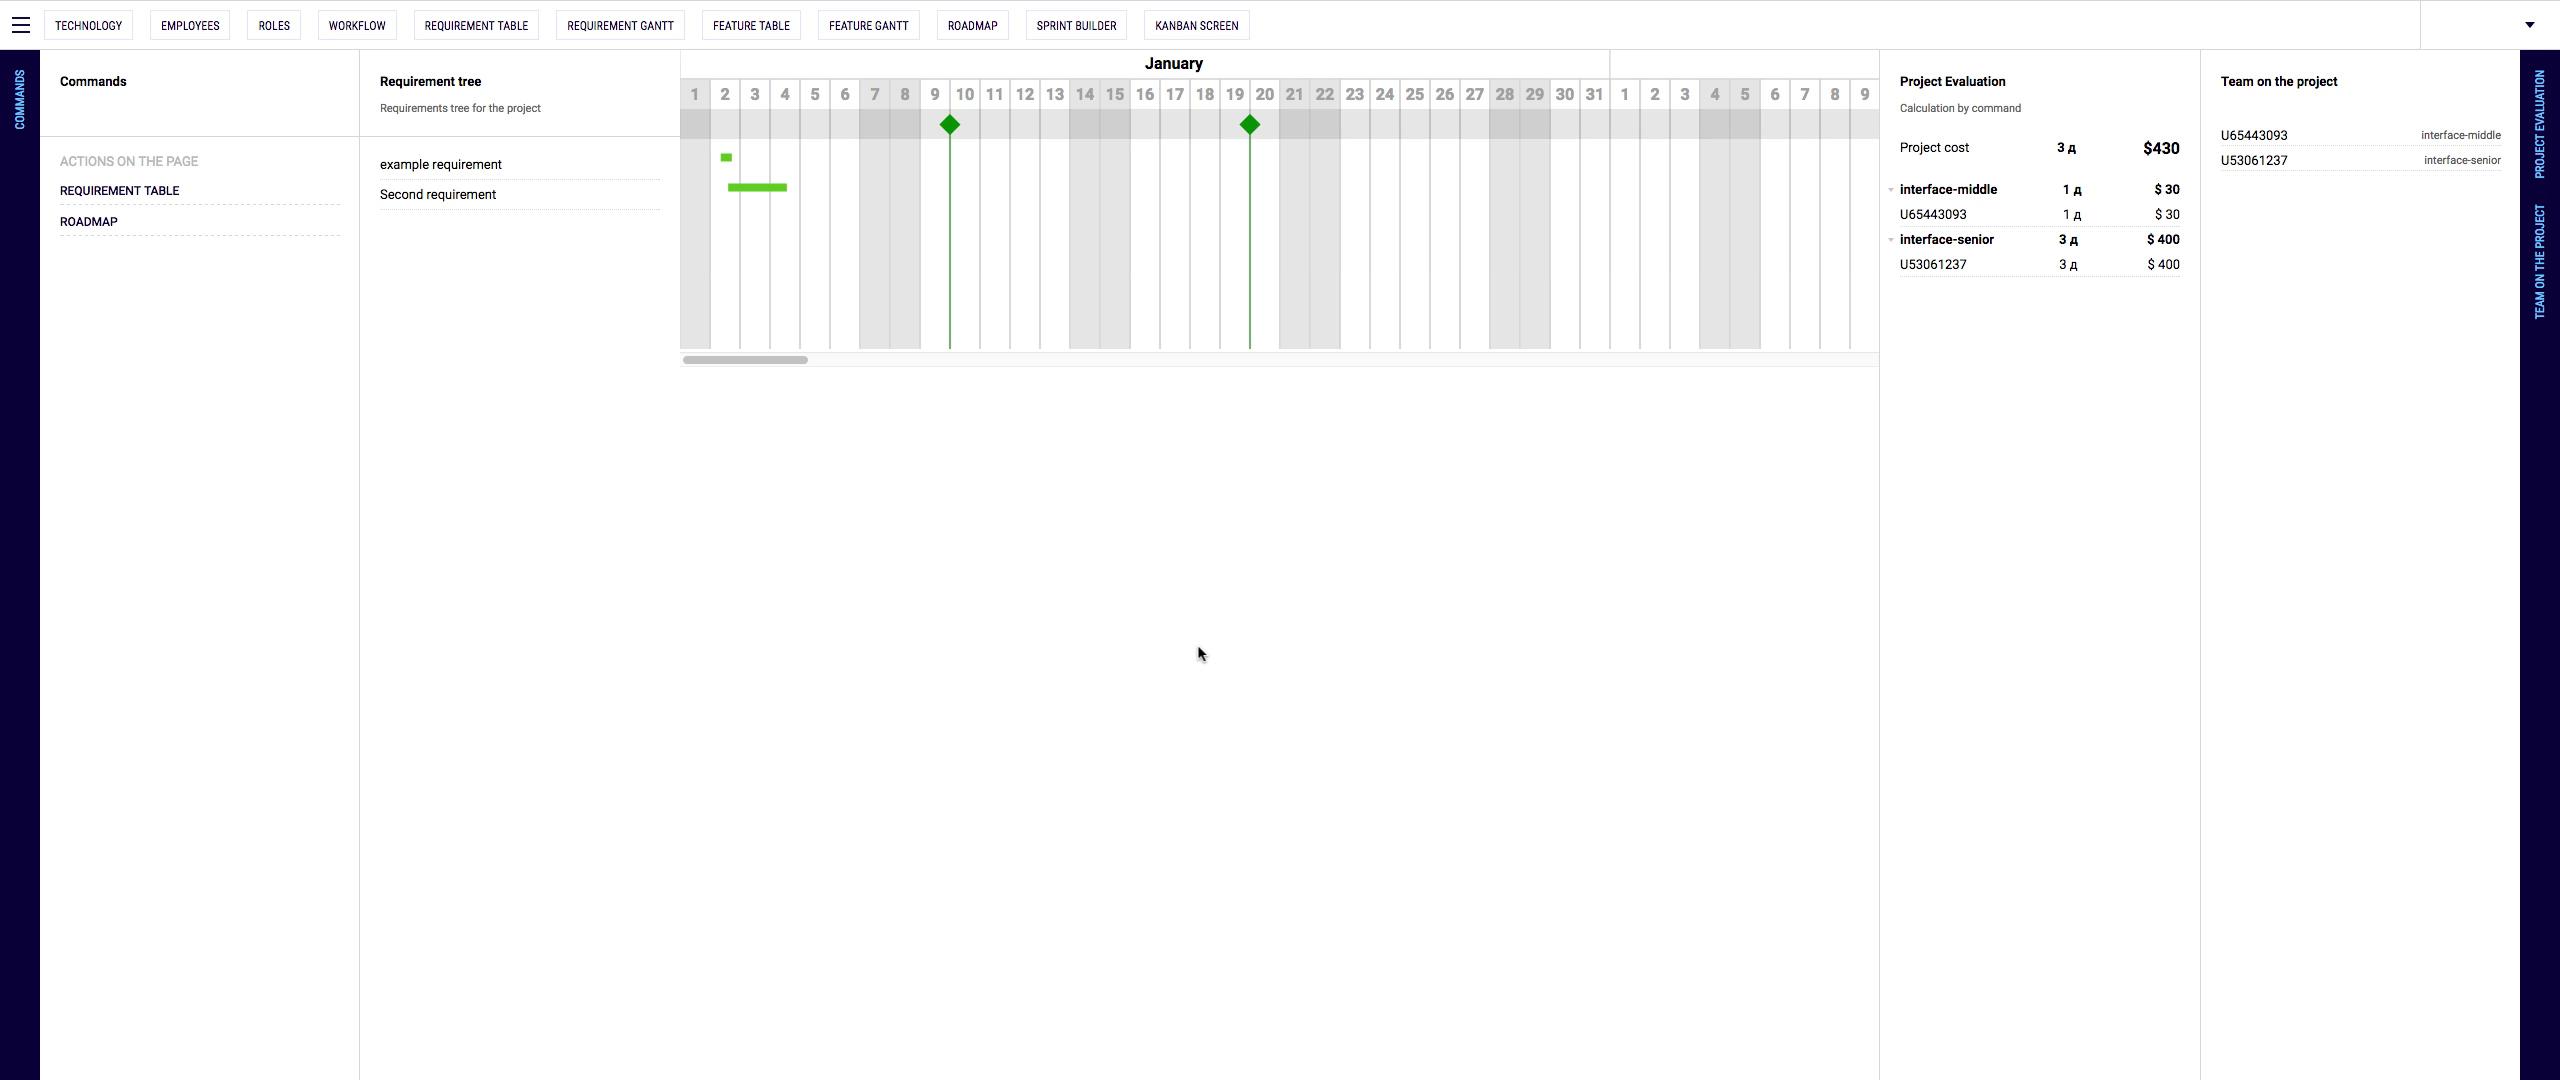 TECHNOLOGY EMPLOYEES ROLES WORKFLOW REQUIREMENT TABLE REQUIREMENT GANTT FEATURE TABLE FEATURE GANTT ROADMAP SPRINT BUILDER KANBAN SCREEN
COMMANDS
Commands
ACTIONS ON THE PAGE
REQUIREMENT TABLE
ROADMAP
Requirement tree
Requirements tree for the project
example requirement
Second requirement
January
1 2 3 4 5 6 7 8 9 10 11 12 13 14 15 16 17 18 19 20 21 22 23 24 25 26 27 28 29 30 31 1 2 3 4 5 6 7 8 9
Project Evaluation
Calculation by command
Project cost 3 д $430
interface-middle 1 д $ 30
U65443093 1 д $ 30
interface-senior 3 д $ 400
U53061237 3 д $ 400
Team on the project
U65443093 interface-middle
U53061237 interface-senior
PROJECT EVALUATION
TEAM ON THE PROJECT